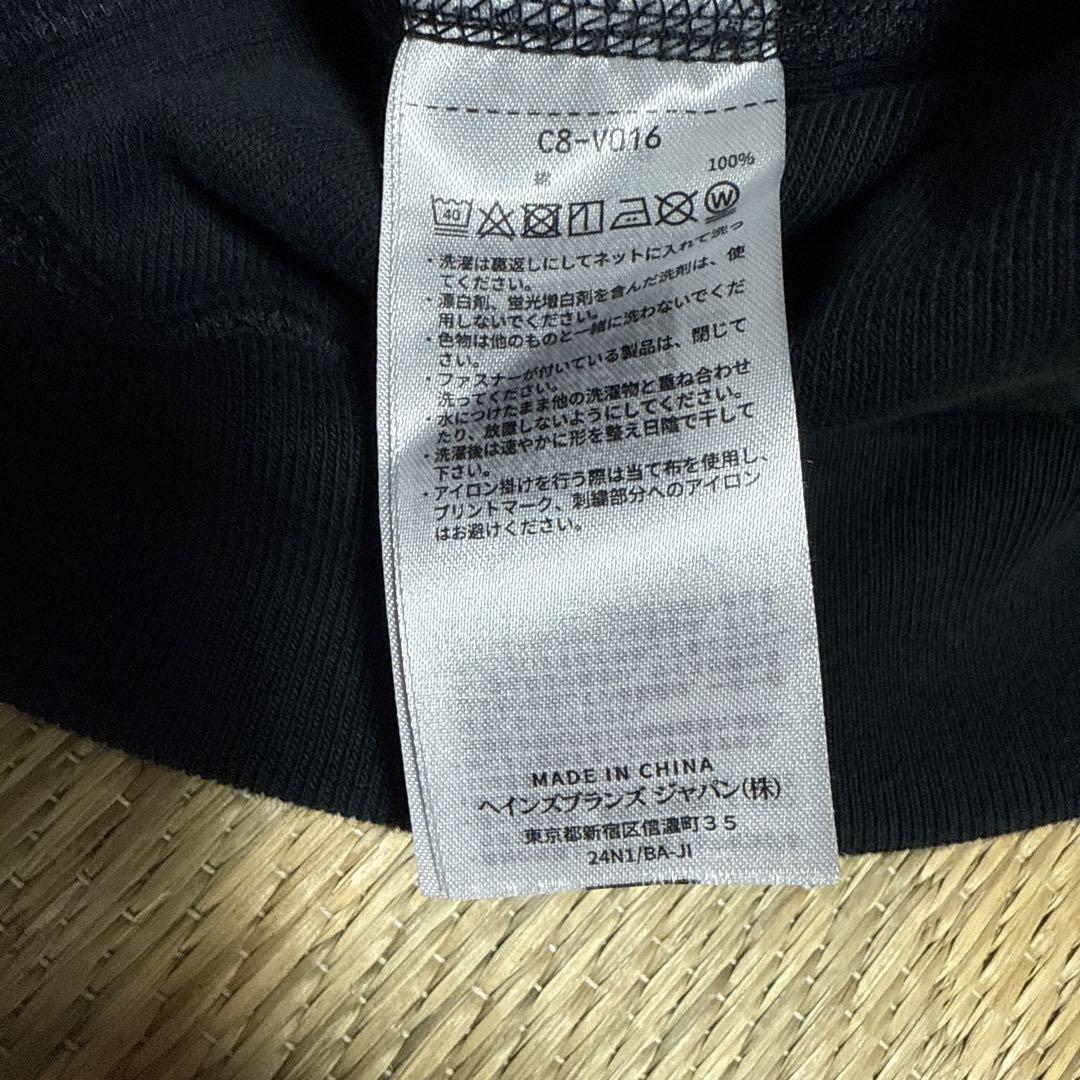 C8-V016
綿 100%
40
W
・洗濯は裏返しにしてネットに入れて洗っ
てください。
・漂白剤、蛍光増白剤を含んだ洗剤は、使
用しないでください。
・色物は他のものと一緒に洗わないでくだ
さい。
・ファスナーが付いている製品は、閉じて
洗ってください。
・水につけたまま他の洗濯物と重ね合わせ
たり、放置しないようにしてください。
・洗濯後は速やかに形を整え日陰で干して
下さい。
・アイロン掛けを行う際は当て布を使用し、
プリントマーク、刺繍部分へのアイロン
はお避けください。
MADE IN CHINA
ヘインズブランズ ジャパン(株)
東京都新宿区信濃町35
24N1/BA-JI